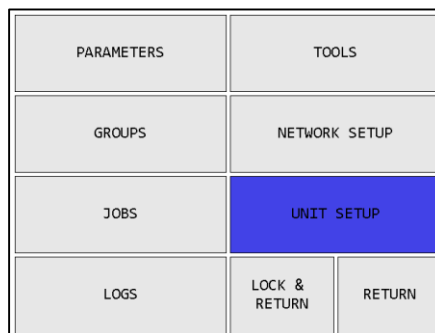 PARAMETERS
TOOLS
GROUPS
NETWORK SETUP
JOBS
UNIT SETUP
LOGS
LOCK &
RETURN
RETURN